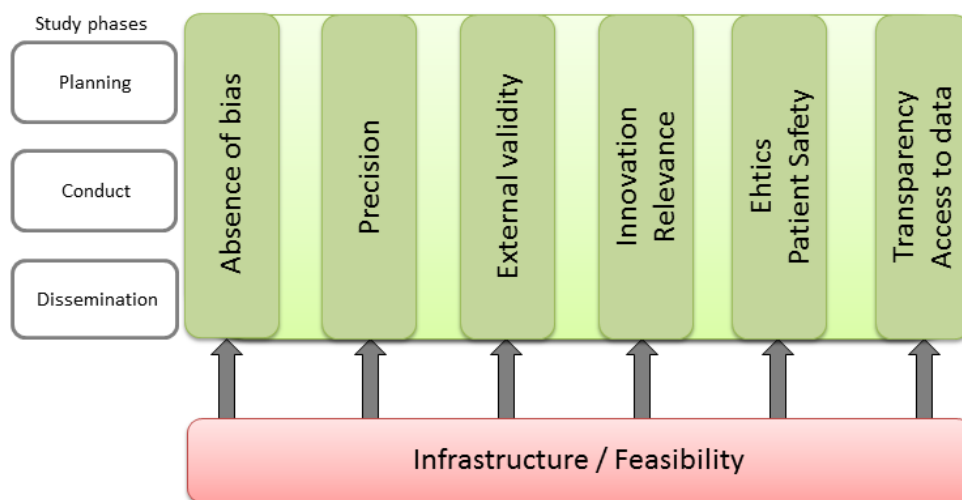 Study phases
Planning
Conduct
Dissemination
Absence of bias
Precision
External validity
Innovation
Relevance
Ehtics
Patient Safety
Transparency
Access to data
Infrastructure / Feasibility